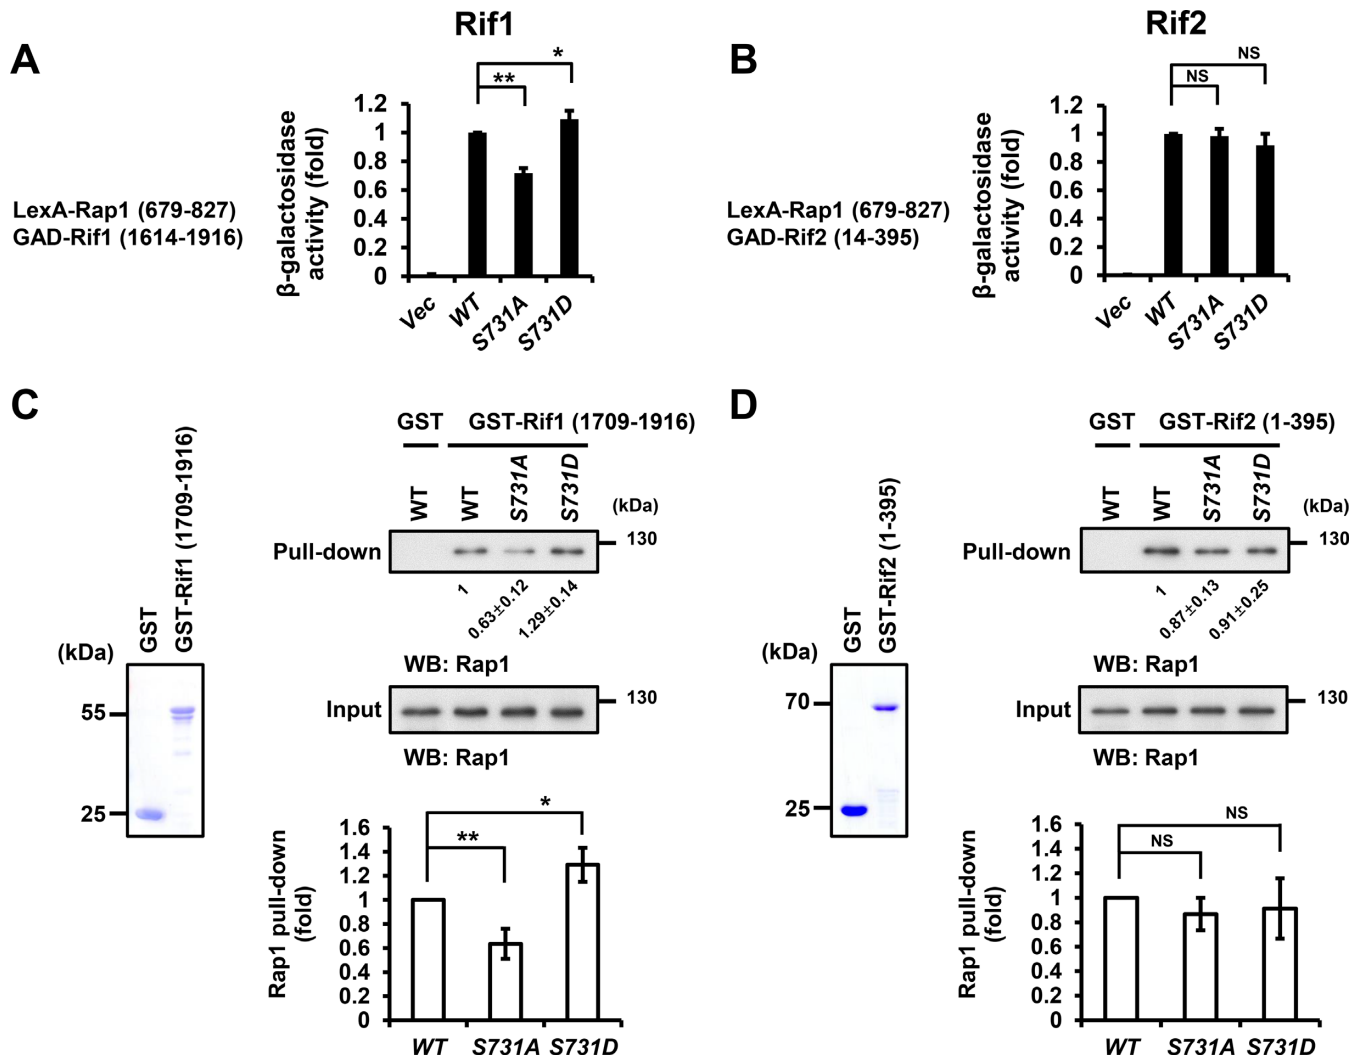 Rif1
Rif2
A
B
LexA-Rap1 (679-827)
GAD-Rif1 (1614-1916)
β-galactosidase
activity (fold)
1.2
1
0.8
0.6
0.4
0.2
0
**
*
Vec
WT
S731A
S731D
LexA-Rap1 (679-827)
GAD-Rif2 (14-395)
β-galactosidase
activity (fold)
1.2
1
0.8
0.6
0.4
0.2
0
NS
NS
Vec
WT
S731A
S731D
C
(kDa)
GST
GST-Rif1 (1709-1916)
55
25
GST
GST-Rif1 (1709-1916)
WT
WT
S731A
S731D
(kDa)
Pull-down
130
1
0.63±0.12
1.29±0.14
WB: Rap1
Input
130
WB: Rap1
Rap1 pull-down
(fold)
1.6
1.4
1.2
1
0.8
0.6
0.4
0.2
0
**
*
WT
S731A
S731D
D
(kDa)
GST
GST-Rif2 (1-395)
70
25
GST
GST-Rif2 (1-395)
WT
WT
S731A
S731D
(kDa)
Pull-down
130
1
0.87±0.13
0.91±0.25
WB: Rap1
Input
130
WB: Rap1
Rap1 pull-down
(fold)
1.6
1.4
1.2
1
0.8
0.6
0.4
0.2
0
NS
NS
WT
S731A
S731D